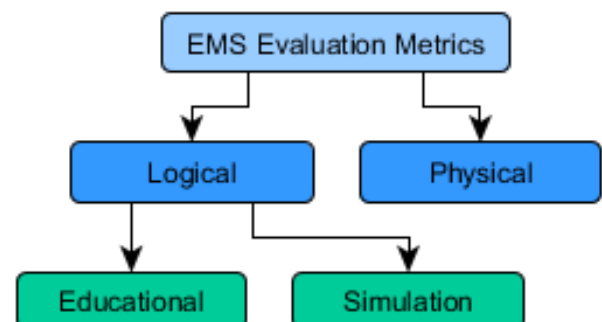 EMS Evaluation Metrics
Logical
Physical
Educational
Simulation